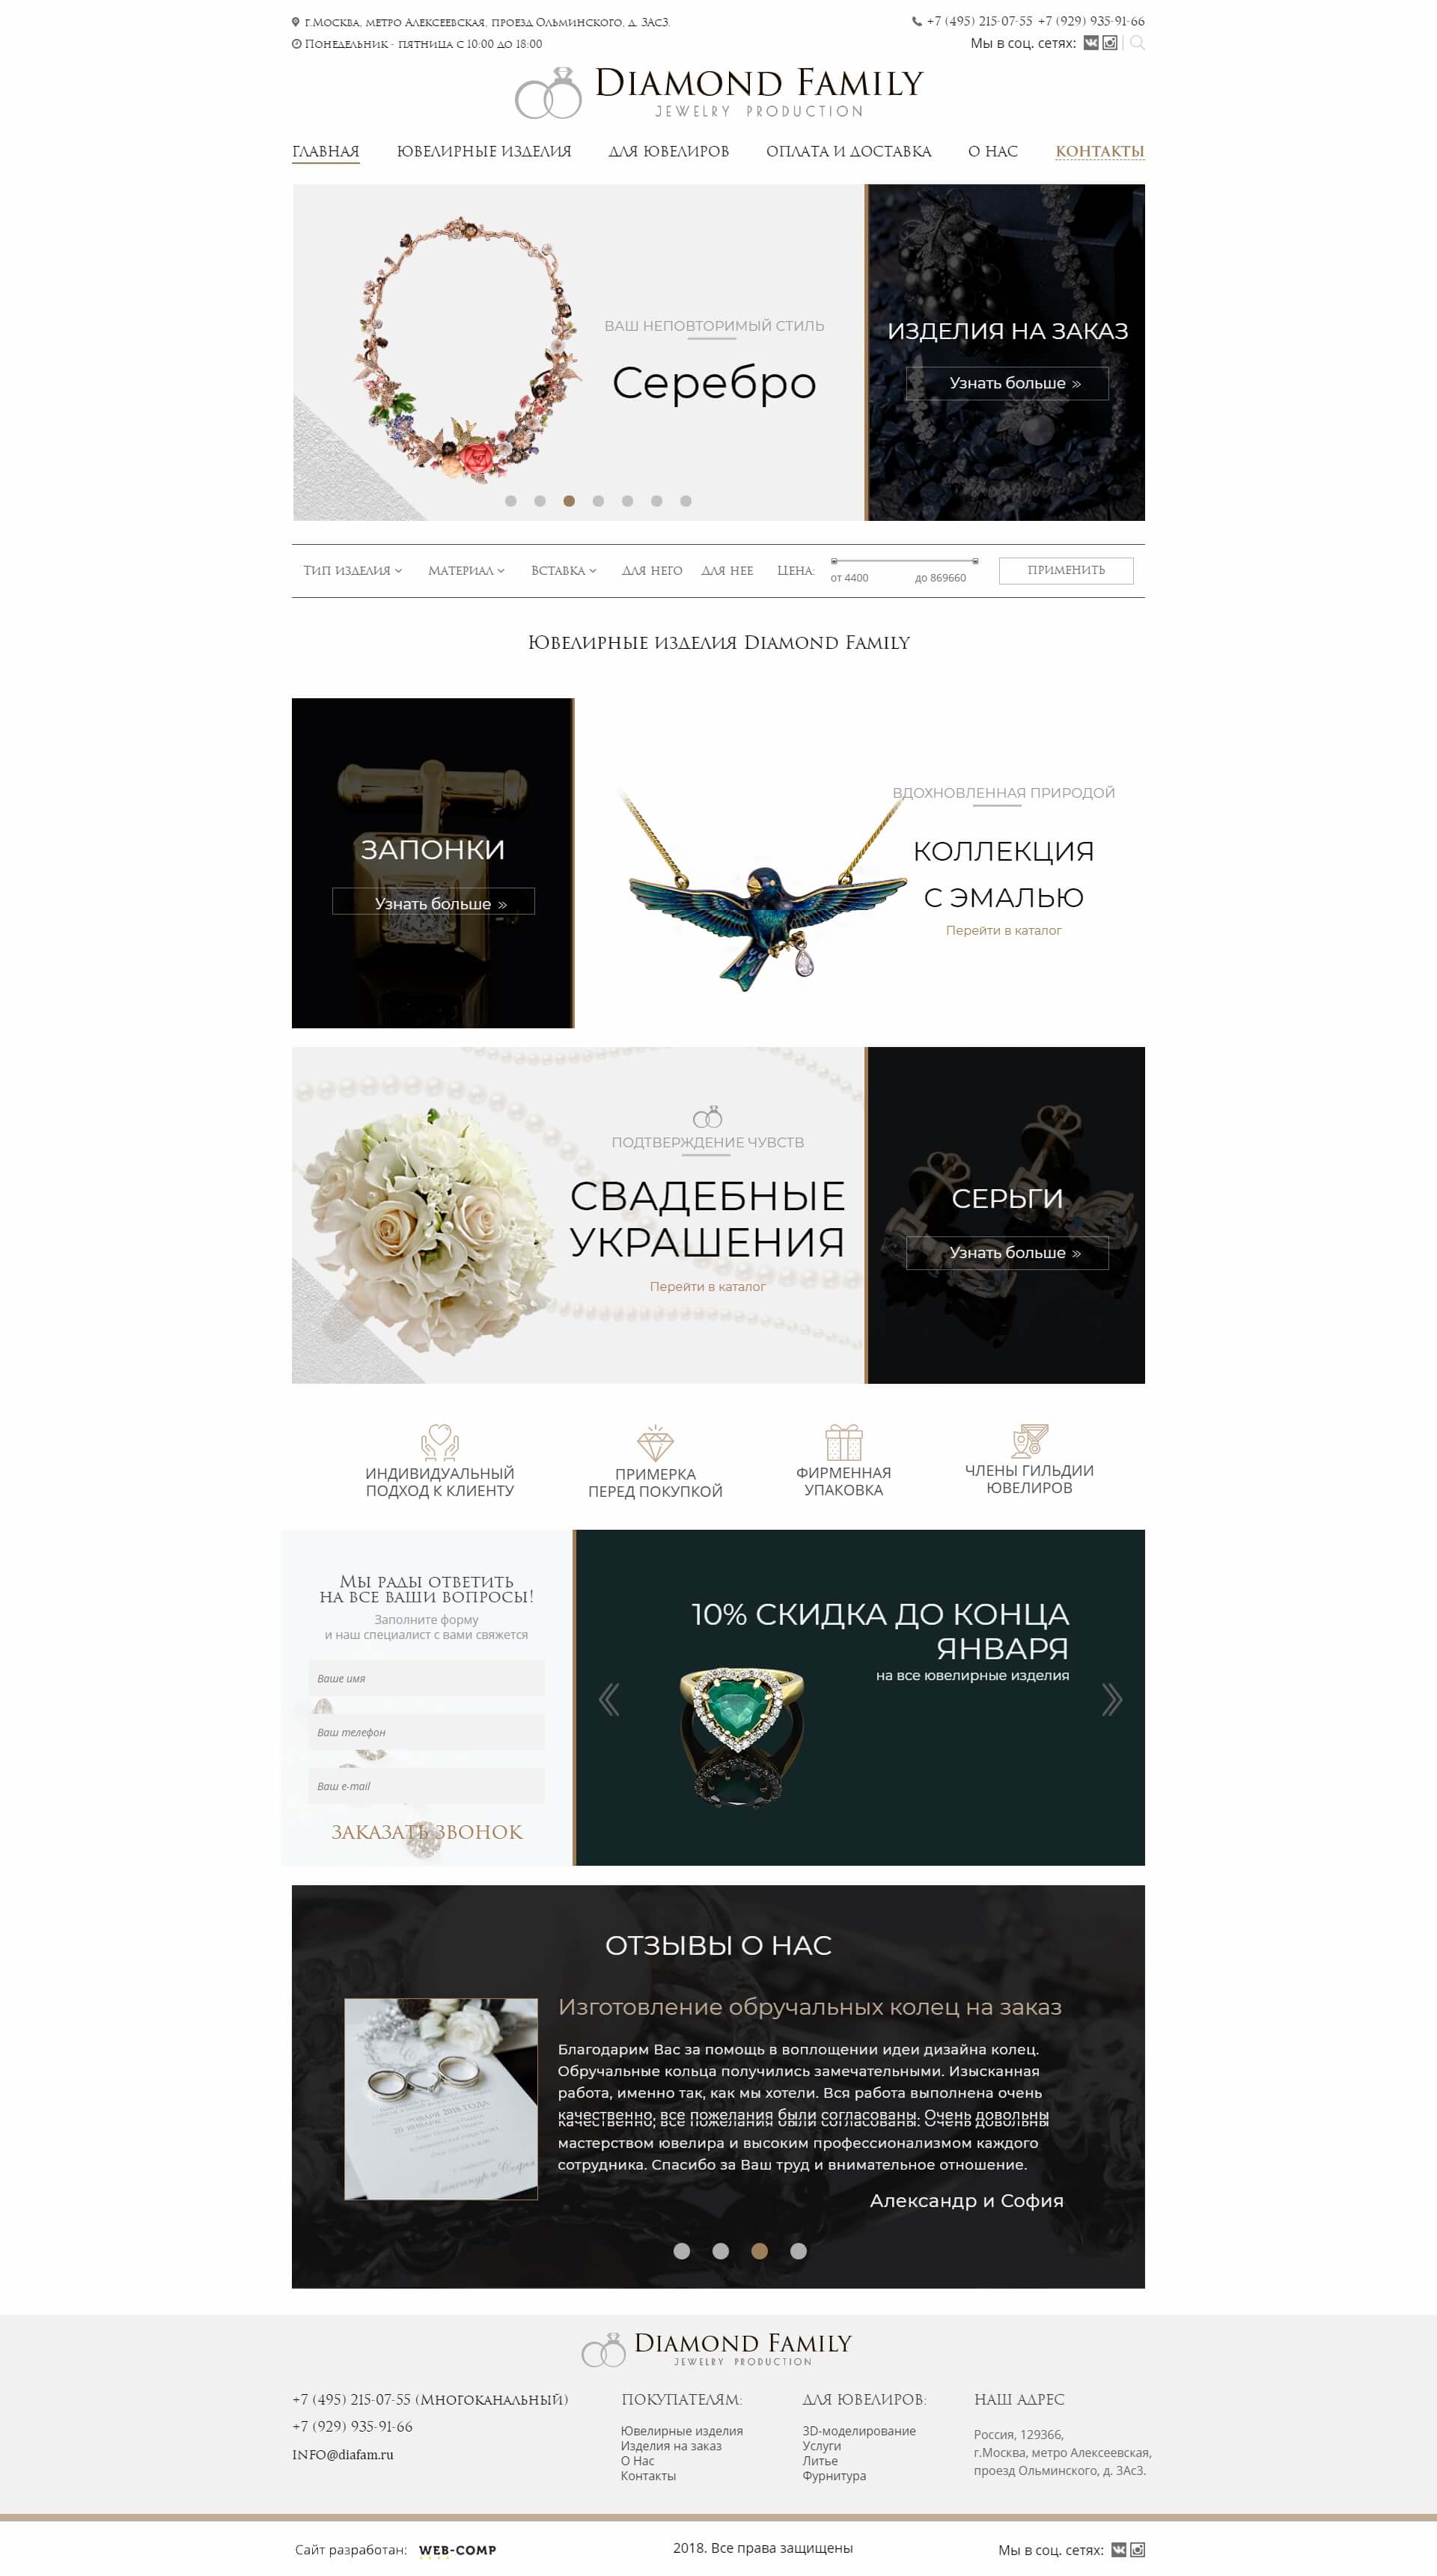 г.Москва, метро Алексеевская, проезд Ольминского, д. 3Ас3.
Понедельник - пятница с 10:00 до 18:00
+7 (495) 215-07-55 +7 (929) 935-91-66
Мы в соц. сетях:
Diamond Family
JEWELRY PRODUCTION
ГЛАВНАЯ ЮВЕЛИРНЫЕ ИЗДЕЛИЯ ДЛЯ ЮВЕЛИРОВ ОПЛАТА И ДОСТАВКА О НАС КОНТАКТЫ
ВАШ НЕПОВТОРИМЫЙ СТИЛЬ
Серебро
ИЗДЕЛИЯ НА ЗАКАЗ
Узнать больше »
Тип изделия Материал Вставка Для него Для нее Цена: от 4400 до 869660 ПРИМЕНИТЬ
Ювелирные изделия Diamond Family
ЗАПОНКИ
Узнать больше »
ВДОХНОВЛЕННАЯ ПРИРОДОЙ
КОЛЛЕКЦИЯ
С ЭМАЛЬЮ
Перейти в каталог
ПОДТВЕРЖДЕНИЕ ЧУВСТВ
СВАДЕБНЫЕ
УКРАШЕНИЯ
Перейти в каталог
СЕРЬГИ
Узнать больше »
ИНДИВИДУАЛЬНЫЙ
ПОДХОД К КЛИЕНТУ
ПРИМЕРКА
ПЕРЕД ПОКУПКОЙ
ФИРМЕННАЯ
УПАКОВКА
ЧЛЕНЫ ГИЛЬДИИ
ЮВЕЛИРОВ
Мы рады ответить
на все ваши вопросы!
Заполните форму
и наш специалист с вами свяжется
Ваше имя
Ваш телефон
Ваш e-mail
ЗАКАЗАТЬ ЗВОНОК
10% СКИДКА ДО КОНЦА
ЯНВАРЯ
на все ювелирные изделия
ОТЗЫВЫ О НАС
Изготовление обручальных колец на заказ
Благодарим Вас за помощь в воплощении идеи дизайна колец.
Обручальные кольца получились замечательными. Изысканная
работа, именно так, как мы хотели. Вся работа выполнена очень
качественно, все пожелания были согласованы. Очень довольны
мастерством ювелира и высоким профессионализмом каждого
сотрудника. Спасибо за Ваш труд и внимательное отношение.
Александр и София
Diamond Family
JEWELRY PRODUCTION
+7 (495) 215-07-55 (Многоканальный)
+7 (929) 935-91-66
INFO@diafam.ru
ПОКУПАТЕЛЯМ:
Ювелирные изделия
Изделия на заказ
О Нас
Контакты
ДЛЯ ЮВЕЛИРОВ:
3D-моделирование
Услуги
Литье
Фурнитура
НАШ АДРЕС
Россия, 129366,
г.Москва, метро Алексеевская,
проезд Ольминского, д. 3Ас3.
Сайт разработан: WEB-COMP
2018. Все права защищены
Мы в соц. сетях: